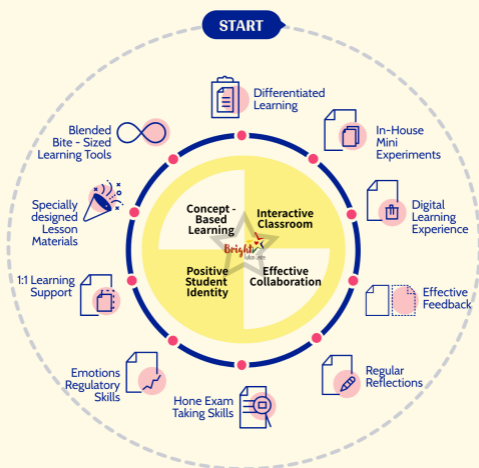 START
Differentiated
Learning
In-House
Mini
Experiments
Digital
Learning
Experience
Effective
Feedback
Regular
Reflections
Hone Exam
Taking Skills
Emotions
Regulatory
Skills
1:1 Learning
Support
Specially
designed
Lesson
Materials
Blended
Bite - Sized
Learning Tools
Concept -
Based
Learning
Interactive
Classroom
Positive
Student
Identity
Effective
Collaboration
Bright